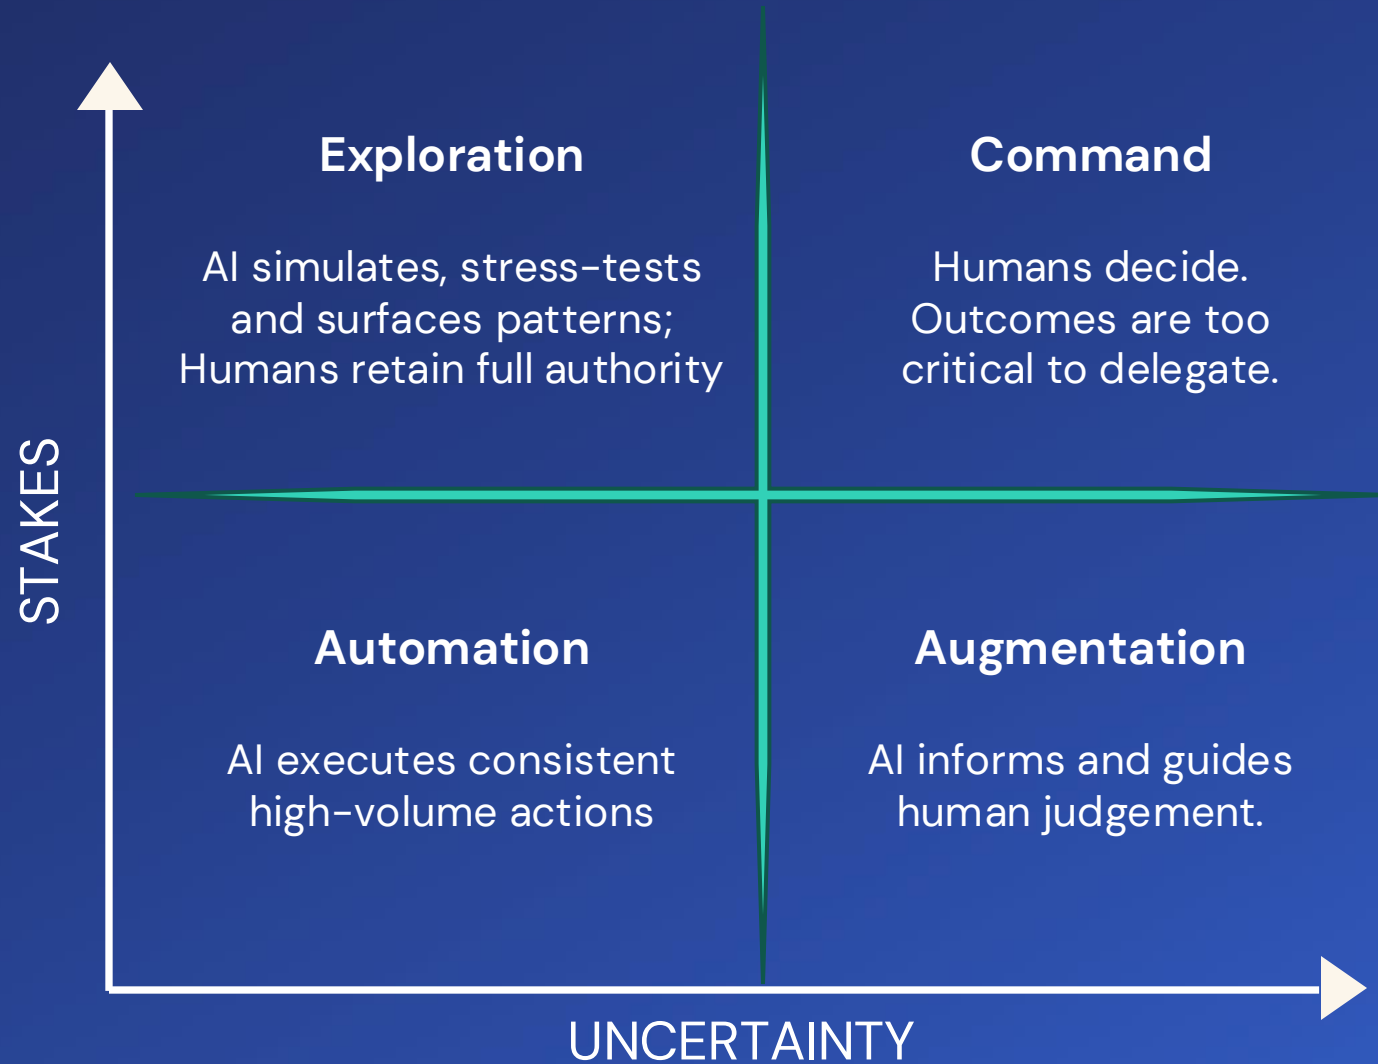 Exploration
AI simulates, stress-tests
and surfaces patterns;
Humans retain full authority
Command
Humans decide.
Outcomes are too
critical to delegate.
STAKES
Automation
AI executes consistent
high-volume actions
Augmentation
AI informs and guides
human judgement.
UNCERTAINTY